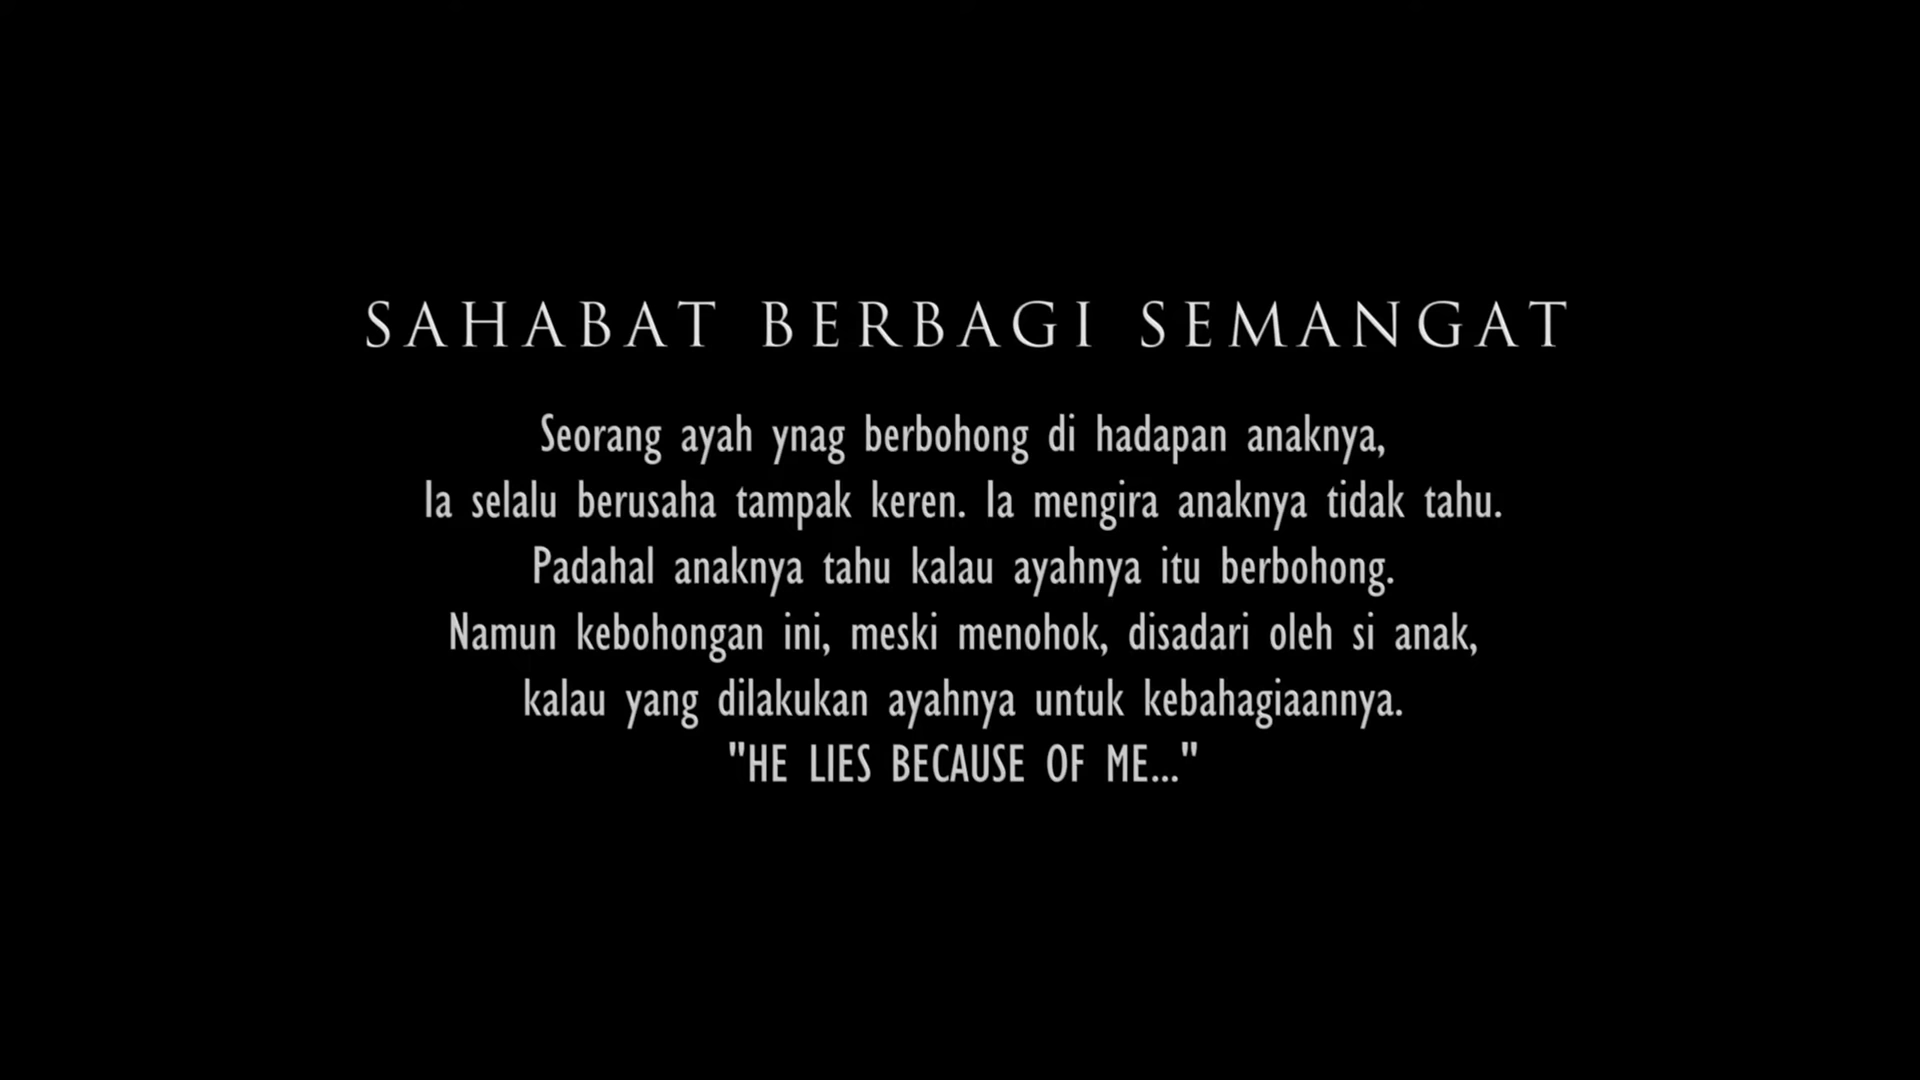 SAHABAT BERBAGI SEMANGAT
Seorang ayah ynag berbohong di hadapan anaknya,
Ia selalu berusaha tampak keren. Ia mengira anaknya tidak tahu.
Padahal anaknya tahu kalau ayahnya itu berbohong.
Namun kebohongan ini, meski menohok, disadari oleh si anak,
kalau yang dilakukan ayahnya untuk kebahagiaannya.
"HE LIES BECAUSE OF ME..."